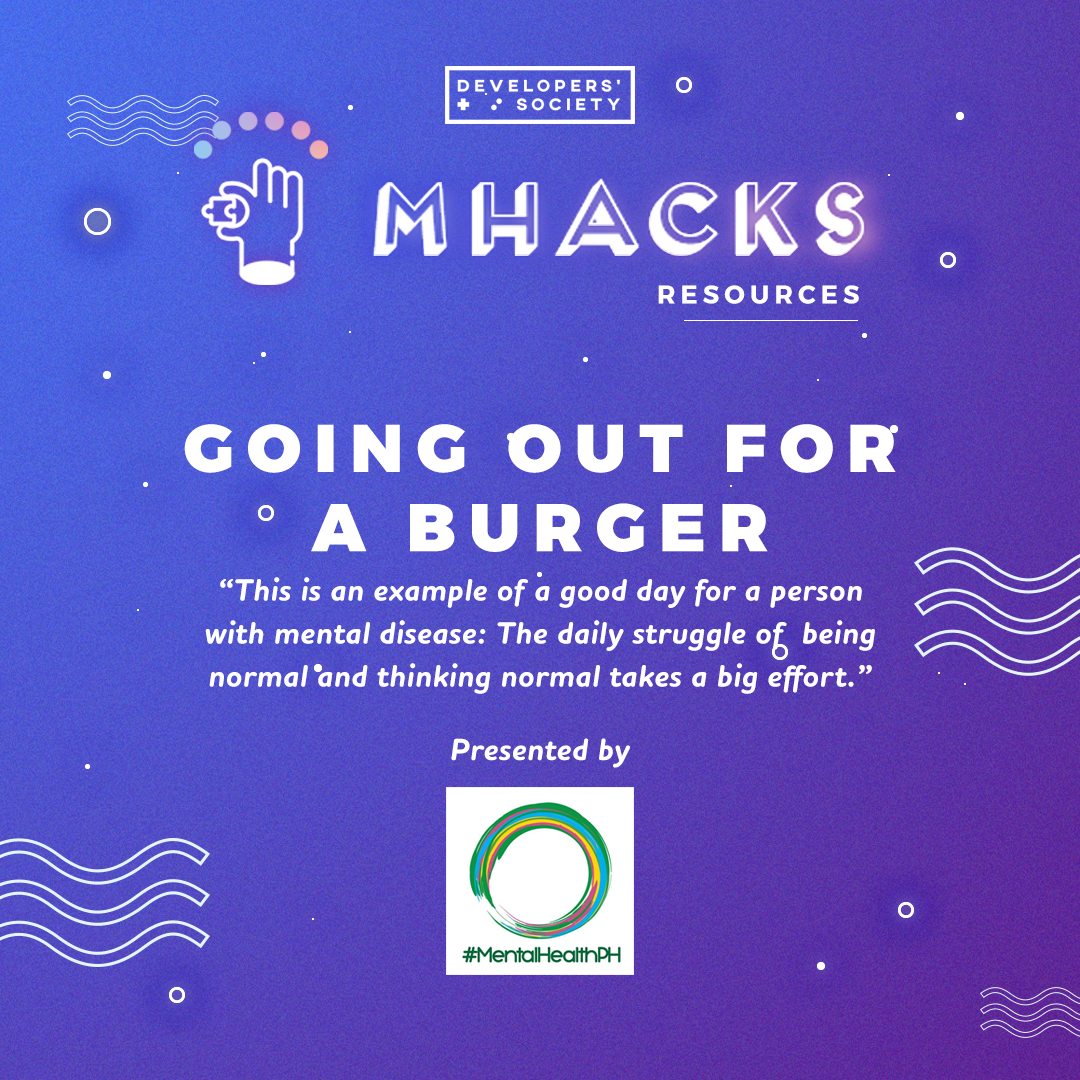 DEVELOPERS'
SOCIETY
MHACKS
RESOURCES
GOING OUT FOR
A BURGER
“This is an example of a good day for a person
with mental disease: The daily struggle of being
normal and thinking normal takes a big effort.”
Presented by
#MentalHealthPH